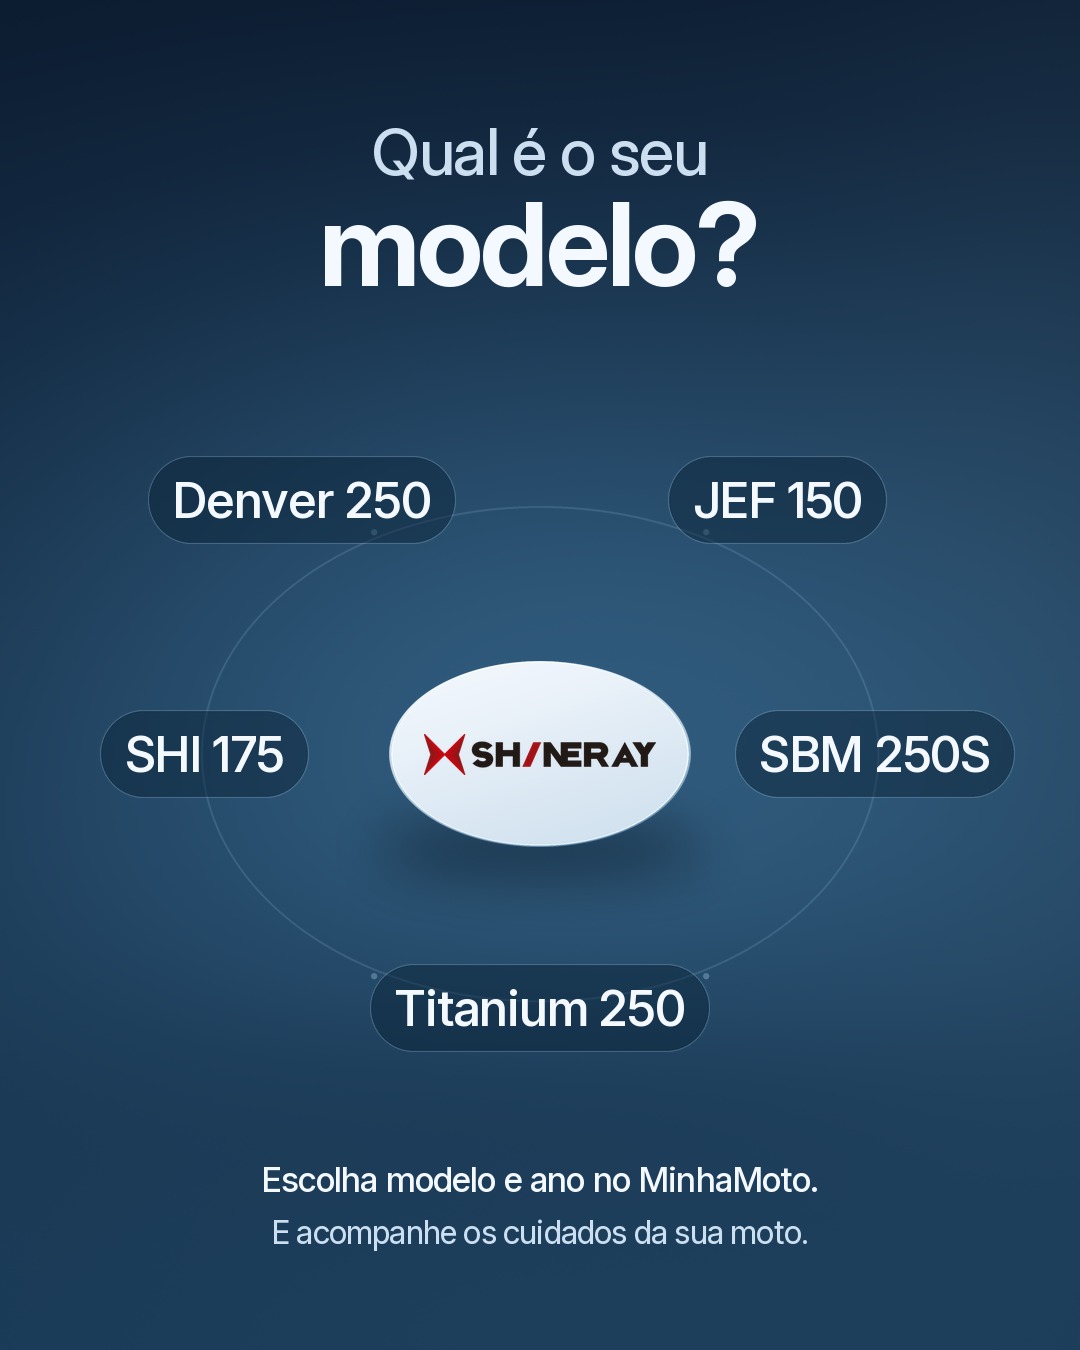 Qual é o seu
modelo?
Denver 250
JEF 150
SHI 175
SHINERAY
SBM 250S
Titanium 250
Escolha modelo e ano no MinhaMoto.
E acompanhe os cuidados da sua moto.